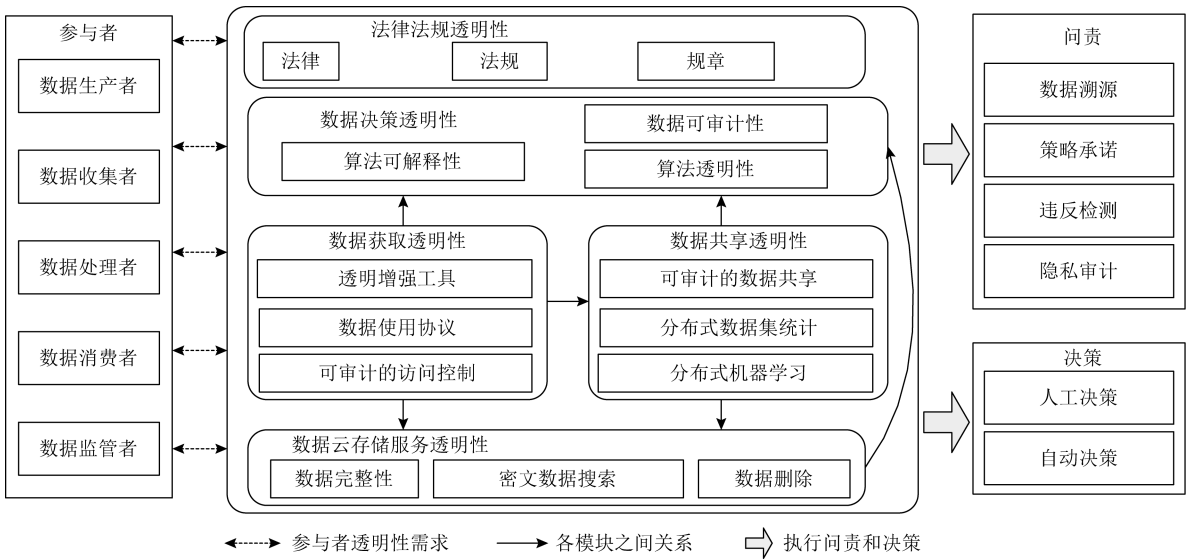 参与者
数据生产者
数据收集者
数据处理者
数据消费者
数据监管者
法律法规透明性
法律
法规
规章
数据决策透明性
算法可解释性
数据可审计性
算法透明性
数据获取透明性
透明增强工具
数据使用协议
可审计的访问控制
数据共享透明性
可审计的数据共享
分布式数据集统计
分布式机器学习
数据云存储服务透明性
数据完整性
密文数据搜索
数据删除
问责
数据溯源
策略承诺
违反检测
隐私审计
决策
人工决策
自动决策
参与者透明性需求
各模块之间关系
执行问责和决策